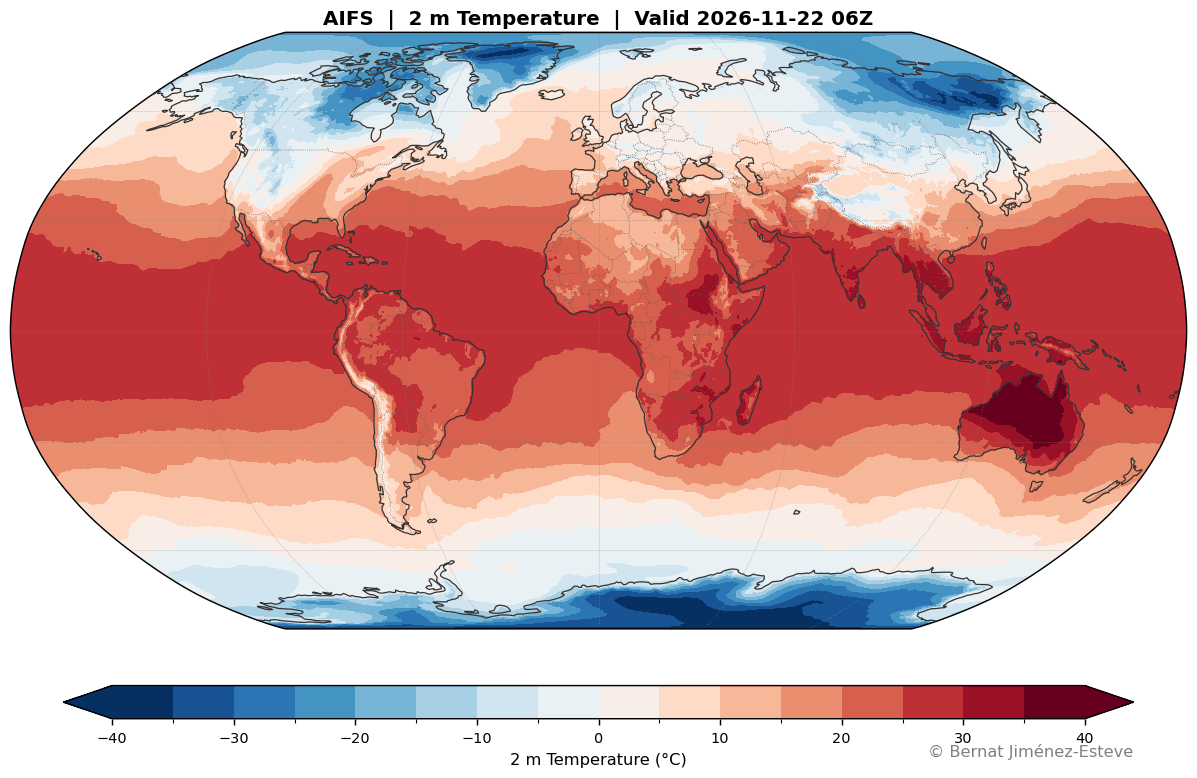 AIFS | 2 m Temperature | Valid 2026-11-22 06Z
−40 −30 −20 −10 0 10 20 30 40
2 m Temperature (°C)
© Bernat Jiménez-Esteve